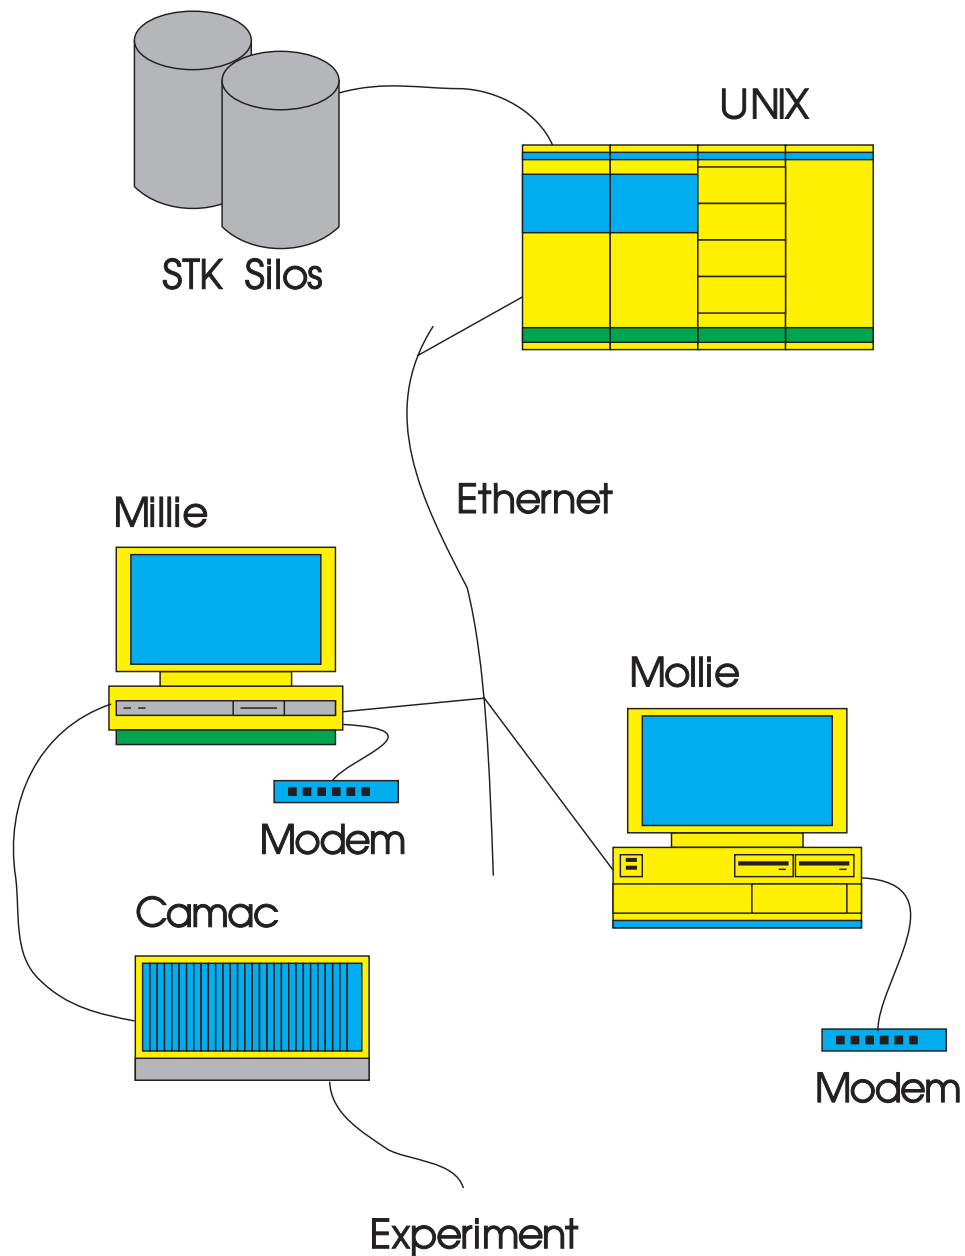 UNIX
STK Silos
Ethernet
Millie
Mollie
Modem
Camac
Modem
Experiment